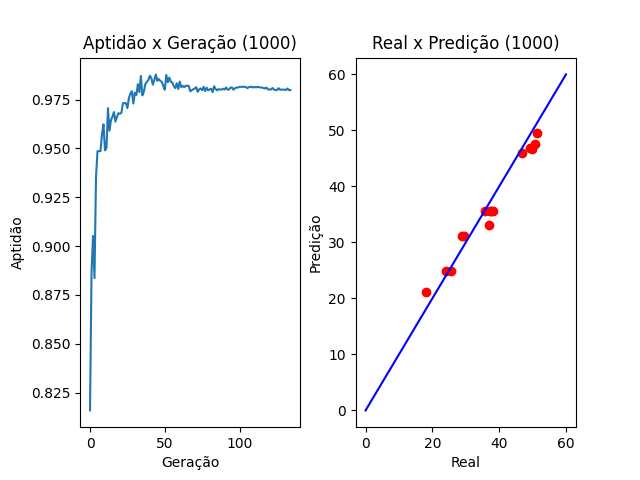 Aptidão x Geração (1000)
Aptidão
0.975
0.950
0.925
0.900
0.875
0.850
0.825
0 50 100
Geração
Real x Predição (1000)
Predição
60
50
40
30
20
10
0
0 20 40 60
Real